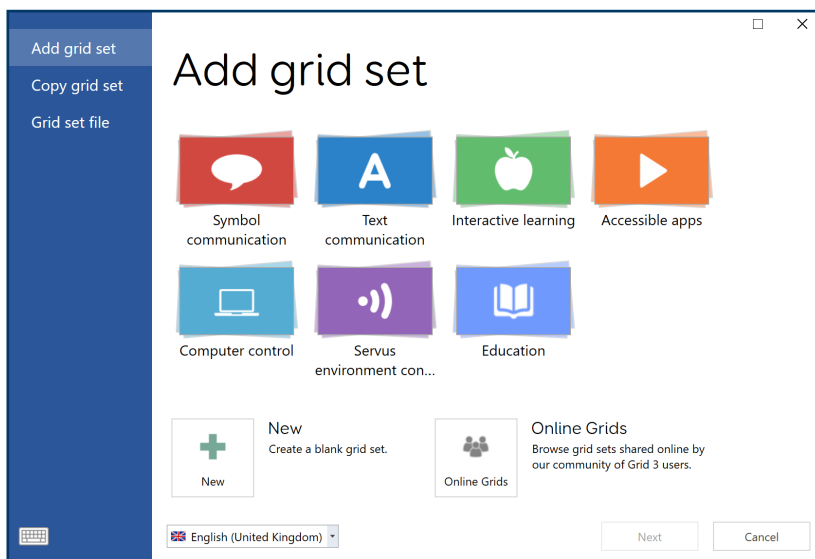 Add grid set
Copy grid set
Grid set file
Add grid set
A
Symbol
communication
Text
communication
Interactive learning
Accessible apps
Computer control
Servus
environment con...
Education
New
New
Create a blank grid set.
Online Grids
Online Grids
Browse grid sets shared online by
our community of Grid 3 users.
English (United Kingdom)
Next
Cancel